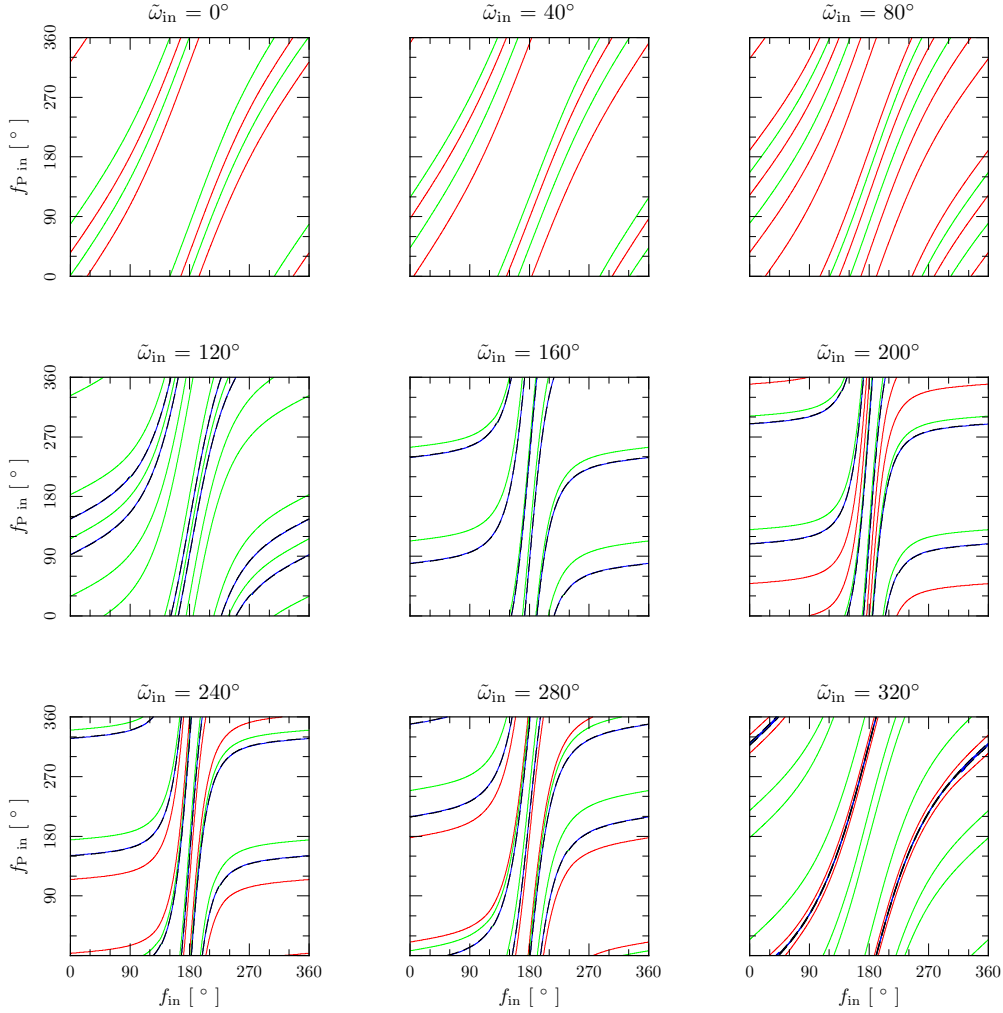 ω̃in = 0°
ω̃in = 40°
ω̃in = 80°
fP in [ ° ]
360
270
180
90
0
ω̃in = 120°
ω̃in = 160°
ω̃in = 200°
fP in [ ° ]
360
270
180
90
0
ω̃in = 240°
ω̃in = 280°
ω̃in = 320°
fP in [ ° ]
360
270
180
90
0 90 180 270 360
0 90 180 270 360
0 90 180 270 360
fin [ ° ]
fin [ ° ]
fin [ ° ]